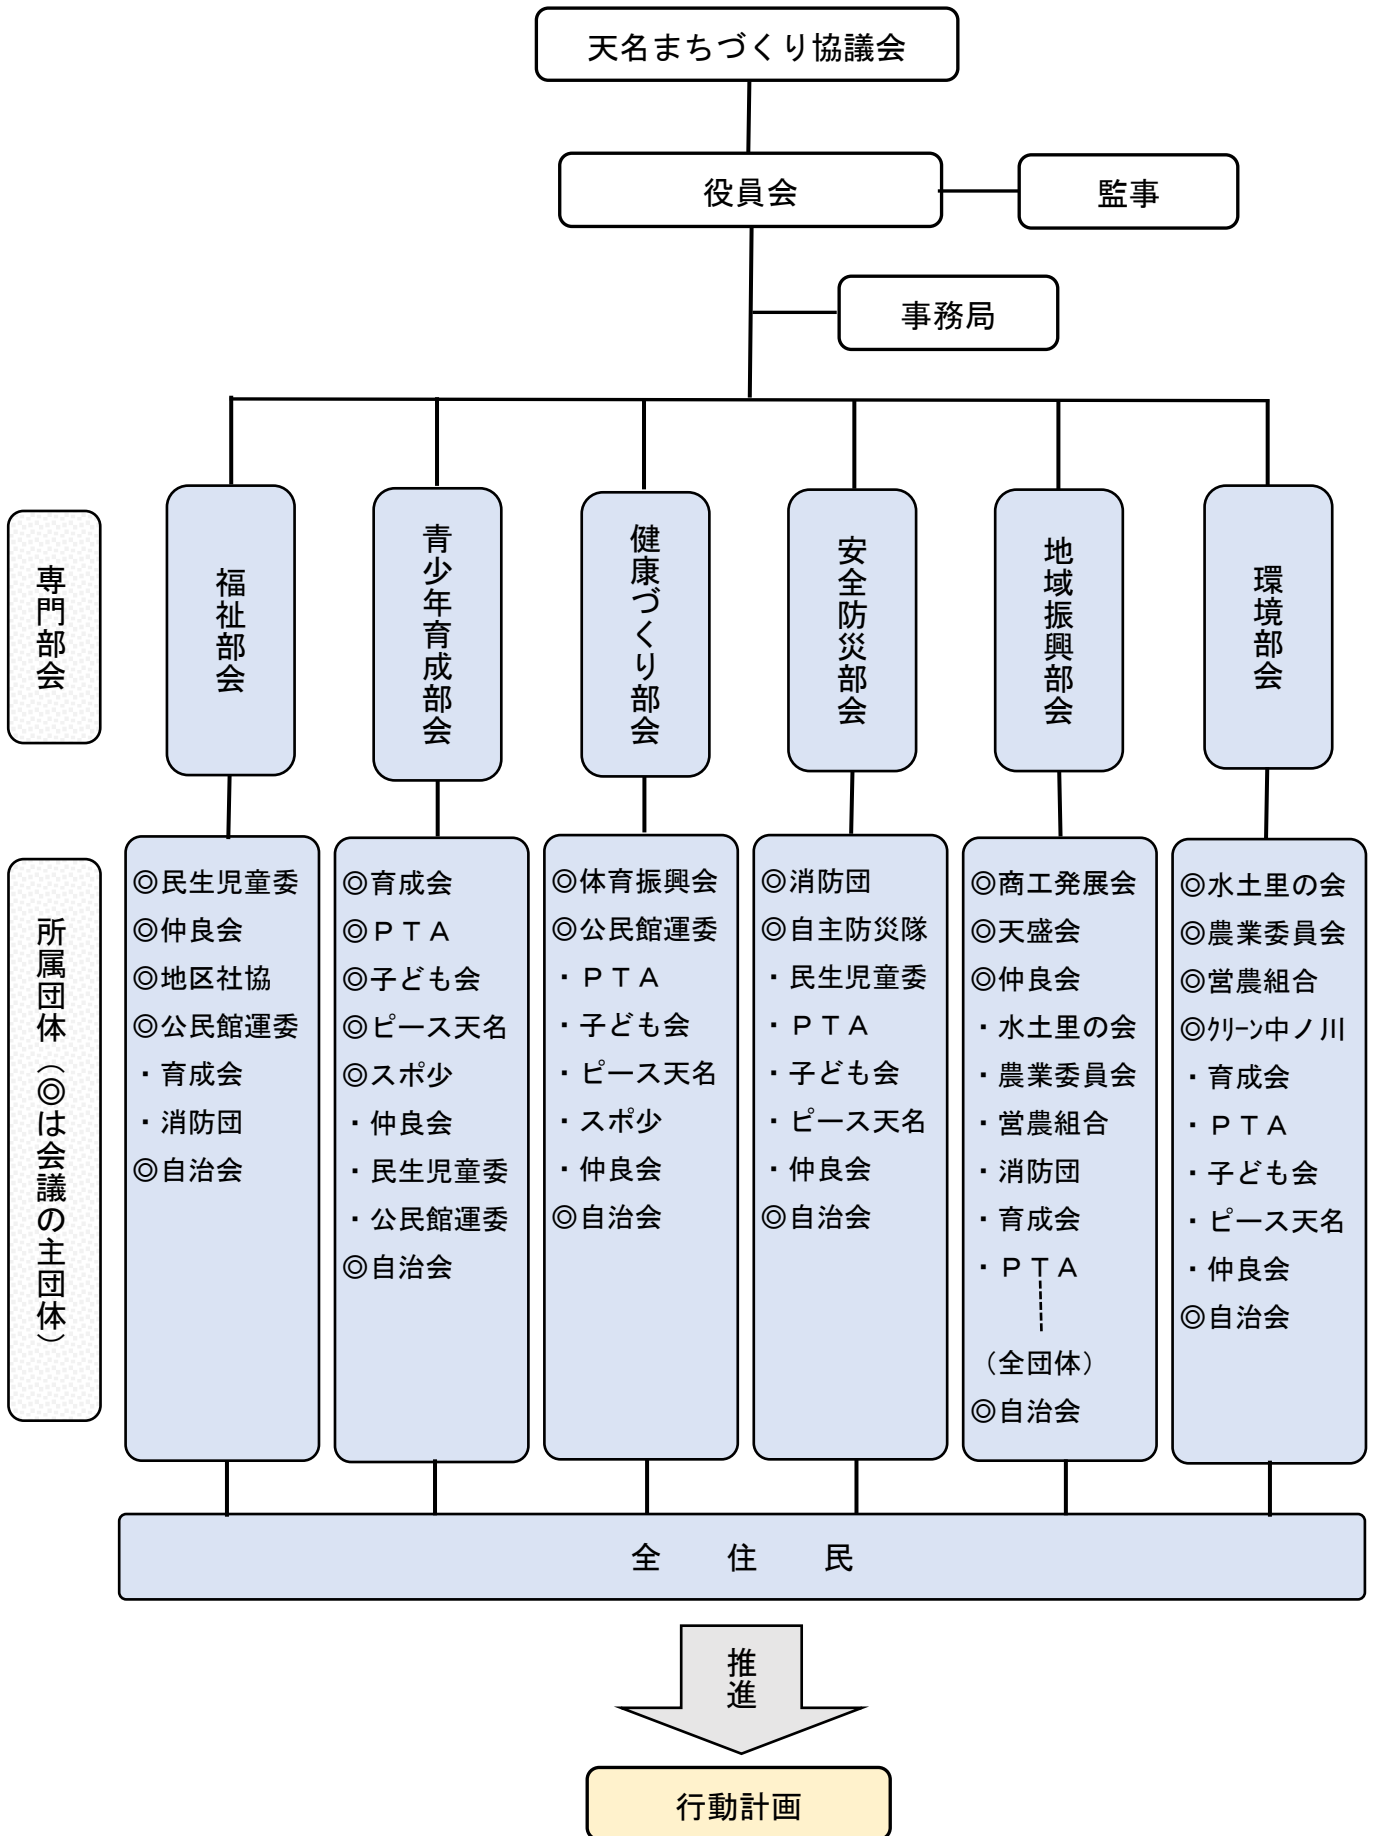 天名まちづくり協議会
役員会
監事
事務局
専門部会
福祉部会
青少年育成部会
健康づくり部会
安全防災部会
地域振興部会
環境部会
所属団体（◎は会議の主団体）
◎民生児童委
◎仲良会
◎地区社協
◎公民館運委
・育成会
・消防団
◎自治会
◎育成会
◎ＰＴＡ
◎子ども会
◎ピース天名
◎スポ少
・仲良会
・民生児童委
・公民館運委
◎自治会
◎体育振興会
◎公民館運委
・ＰＴＡ
・子ども会
・ピース天名
・スポ少
・仲良会
◎自治会
◎消防団
◎自主防災隊
・民生児童委
・ＰＴＡ
・子ども会
・ピース天名
・仲良会
◎自治会
◎商工発展会
◎天盛会
◎仲良会
・水土里の会
・農業委員会
・営農組合
・消防団
・育成会
・ＰＴＡ
（全団体）
◎自治会
◎水土里の会
◎農業委員会
◎営農組合
◎ｸﾘｰﾝ中ノ川
・育成会
・ＰＴＡ
・子ども会
・ピース天名
・仲良会
◎自治会
全　住　民
推進
行動計画